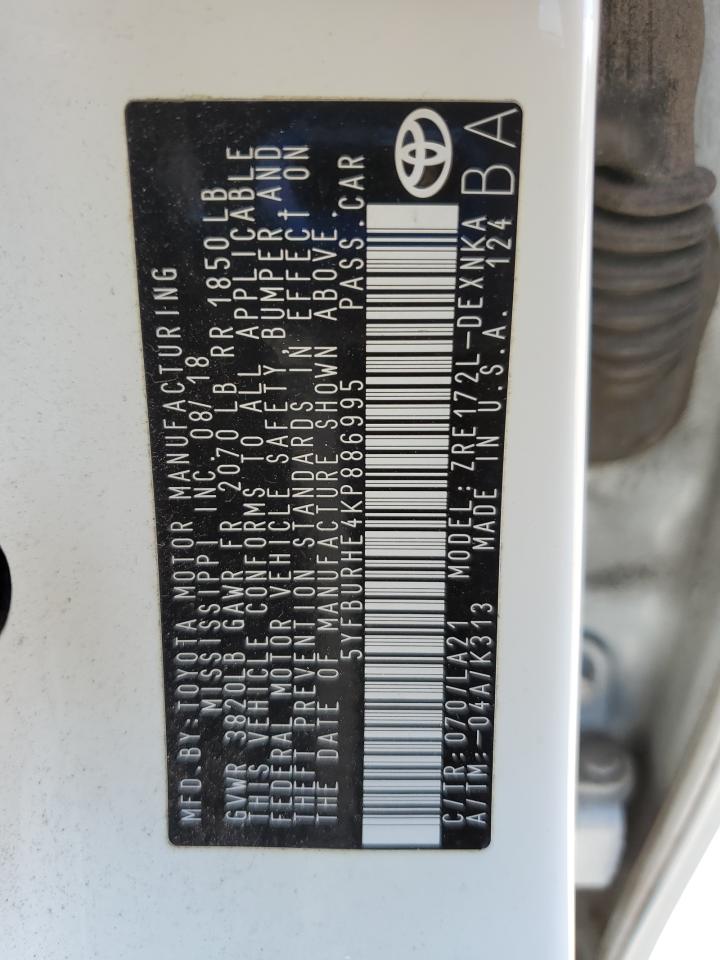 MFD.BY:TOYOTA MOTOR MANUFACTURING
MISSISSIPPI INC. 08/18
GVWR 3820LB GAWR FR 2070 LB RR 1850LB
THIS VEHICLE CONFORMS TO ALL APPLICABLE
FEDERAL MOTOR VEHICLE SAFETY,BUMPER AND
THEFT PREVENTION STANDARDS IN EFFECT ON
THE DATE OF MANUFACTURE SHOWN ABOVE.
5YFBURHE4KP886995 PASS.CAR
C/TR:070/LA21 MODEL:ZRE172L-DEXNKA
A/TM:-04A/K313 MADE IN U.S.A. 124 BA